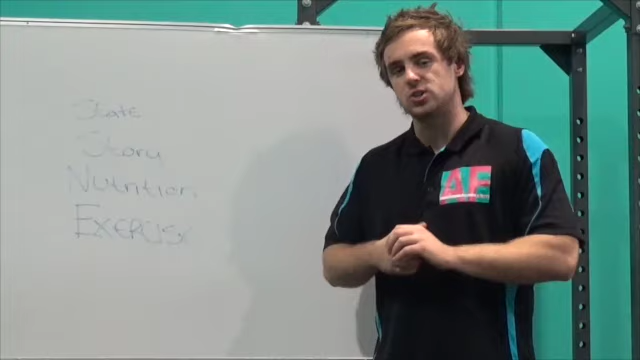 State
Story
Nutrition
EXERCISE
AF